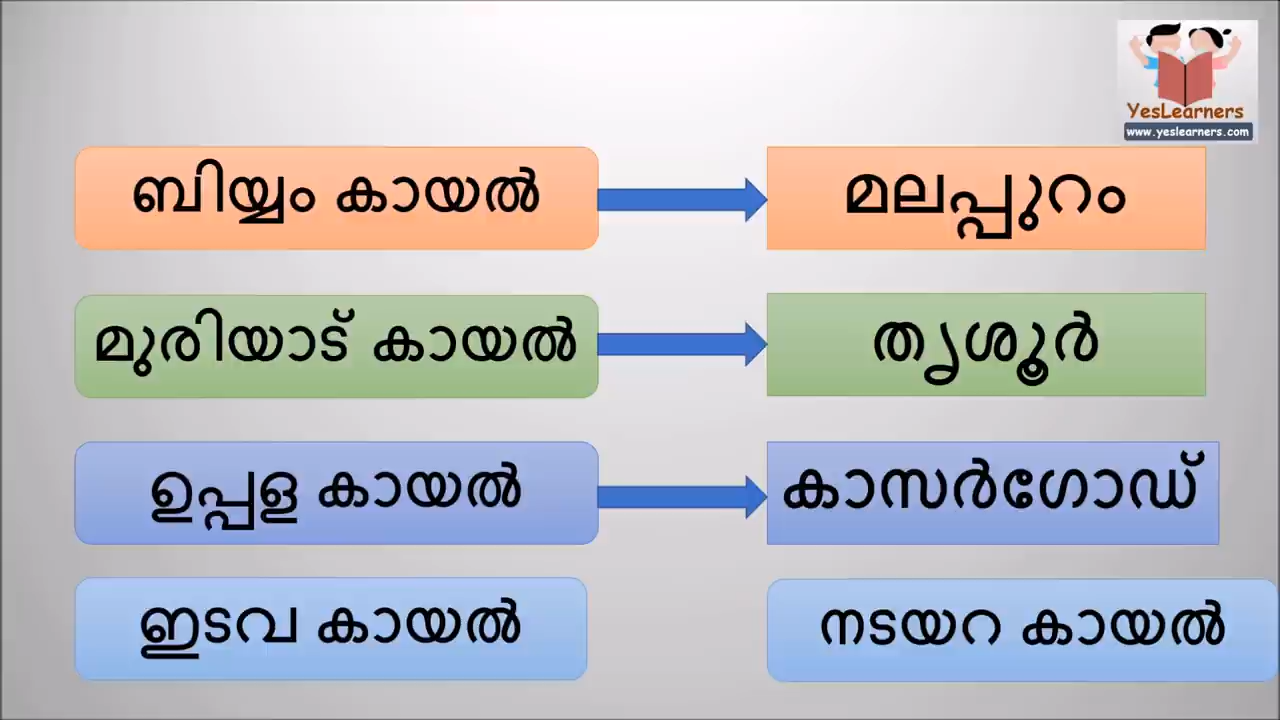 YesLearners
www.yeslearners.com
ബിയ്യം കായൽ
മലപ്പുറം
മുരിയാട് കായൽ
തൃശൂർ
ഉപ്പള കായൽ
കാസർഗോഡ്
ഇടവ കായൽ
നടയറ കായൽ